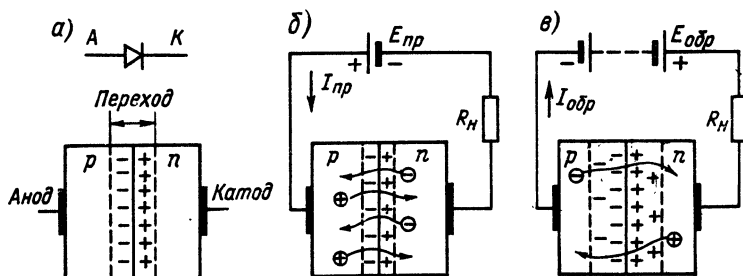 а)
А К
Переход
p n
Анод
Катод
б)
Eпр
+ −
Iпр
Rн
p n
в)
Eобр
− +
Iобр
Rн
p n